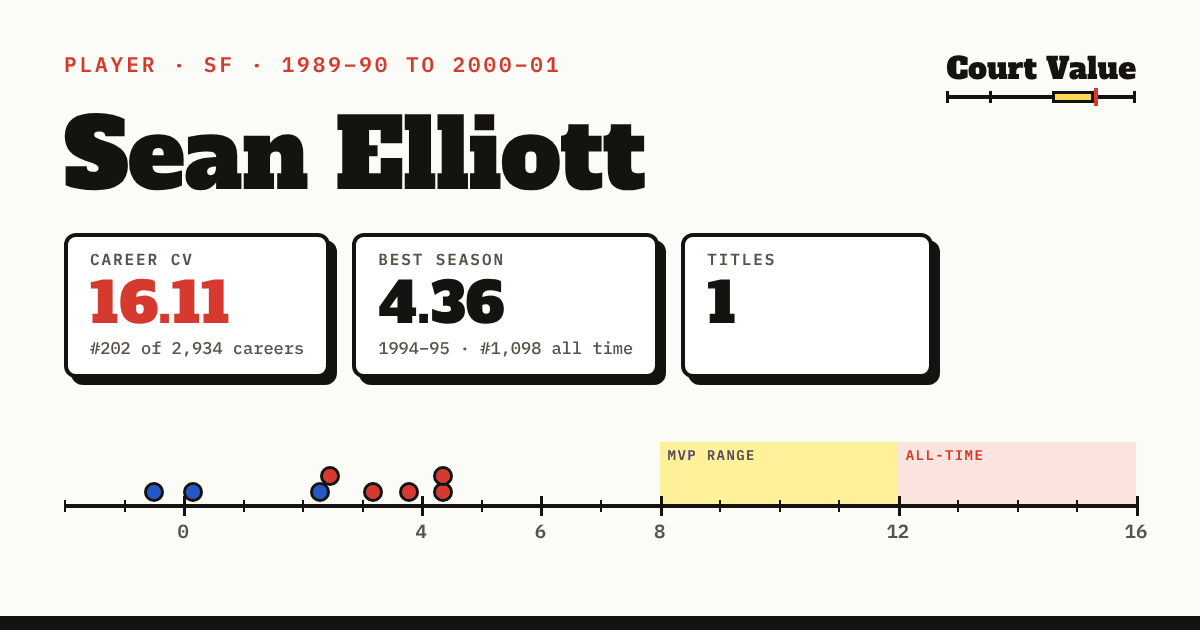 PLAYER · SF · 1989–90 TO 2000–01
Court Value
Sean Elliott
CAREER CV
16.11
#202 of 2,934 careers
BEST SEASON
4.36
1994–95 · #1,098 all time
TITLES
1
MVP RANGE
ALL-TIME
0 4 6 8 12 16